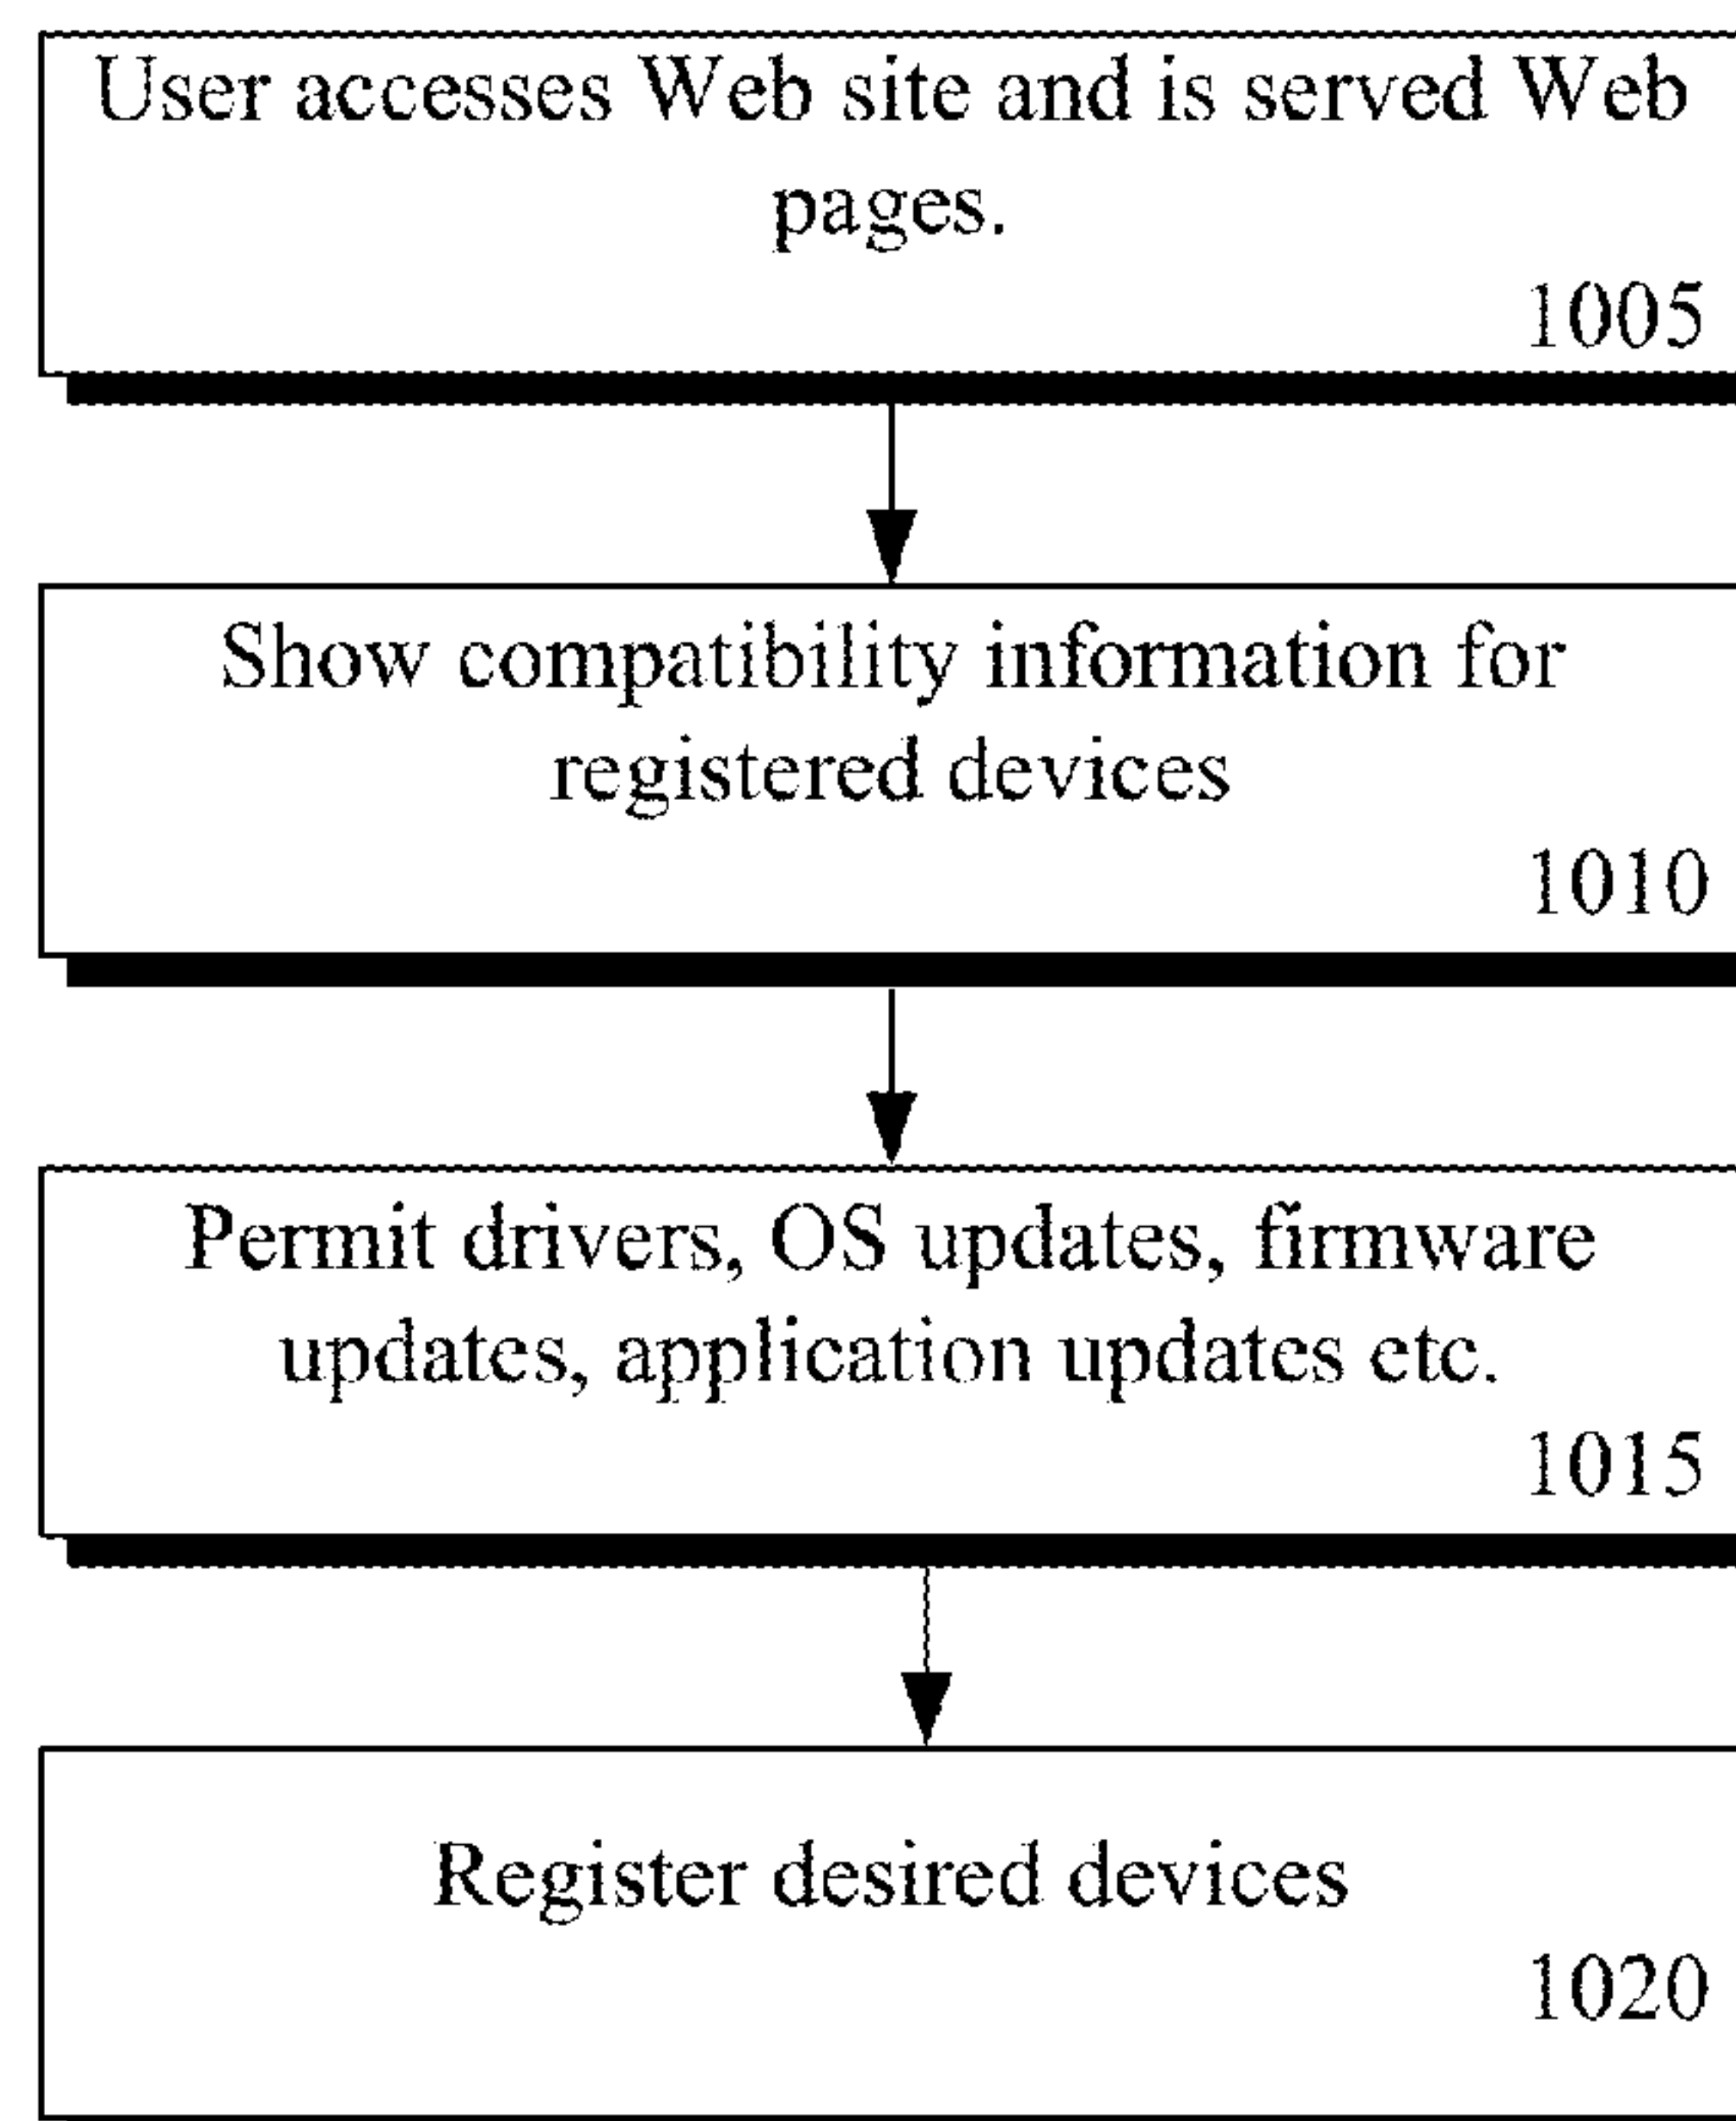 User accesses Web site and is served Web
pages.
1005
Show compatibility information for
registered devices
1010
Permit drivers, OS updates, firmware
updates, application updates etc.
1015
Register desired devices
1020